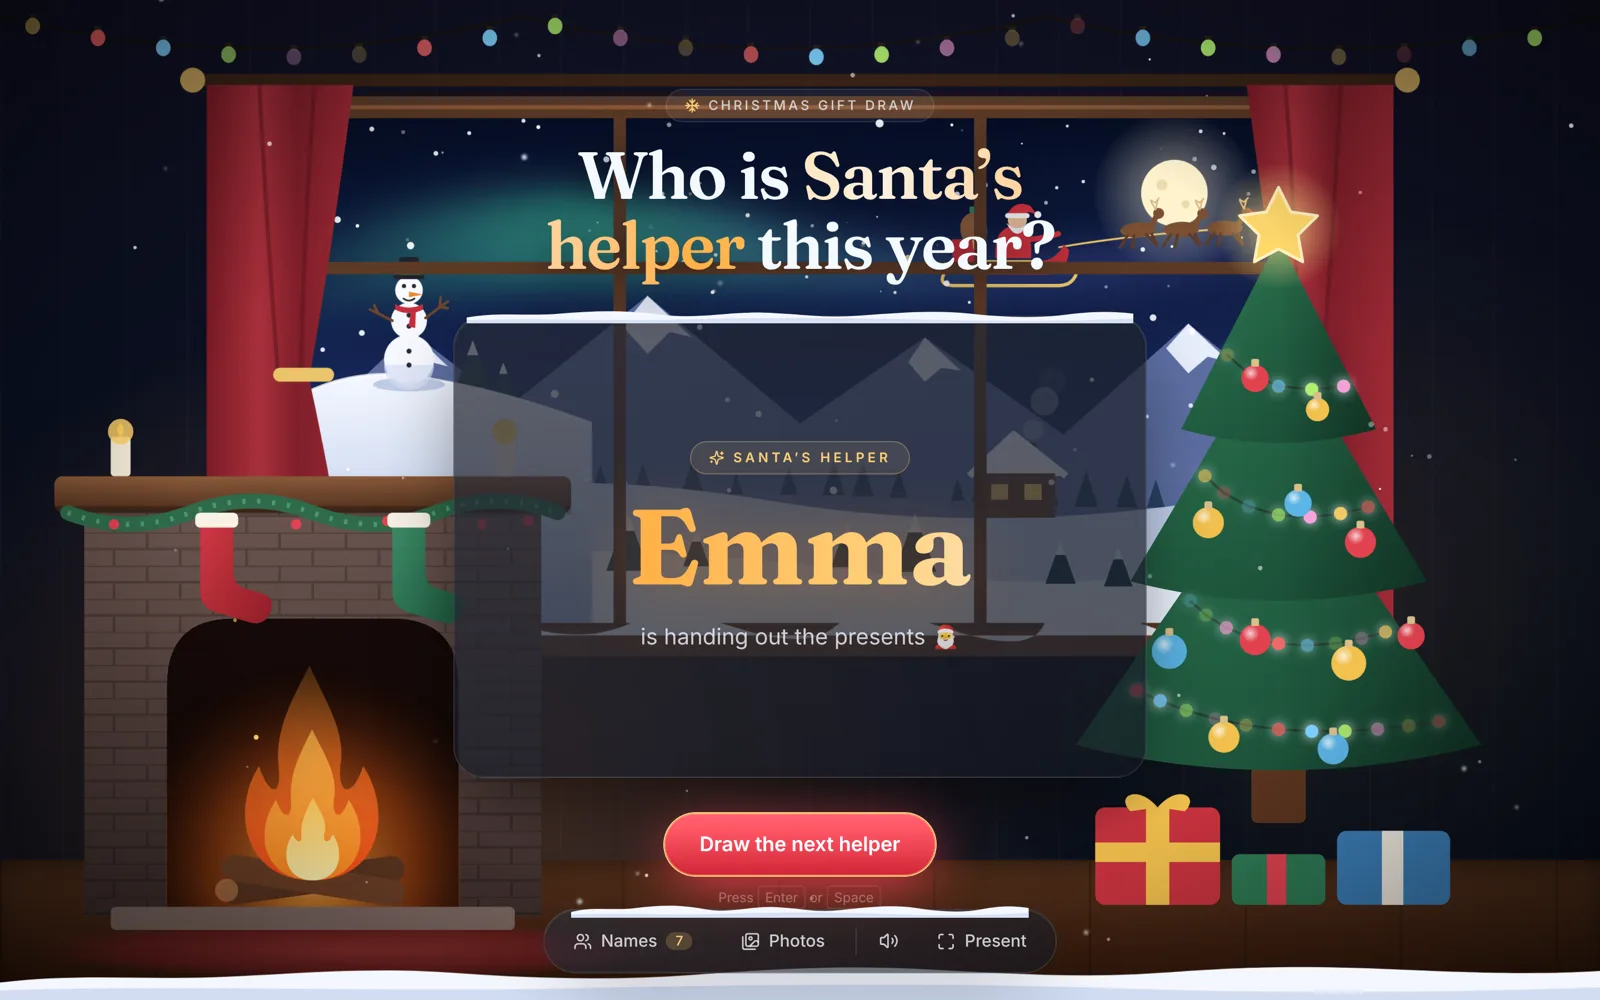 CHRISTMAS GIFT DRAW
Who is Santa’s
helper this year?
SANTA’S HELPER
Emma
is handing out the presents 🎅
Draw the next helper
Press Enter or Space
Names 7 Photos Present